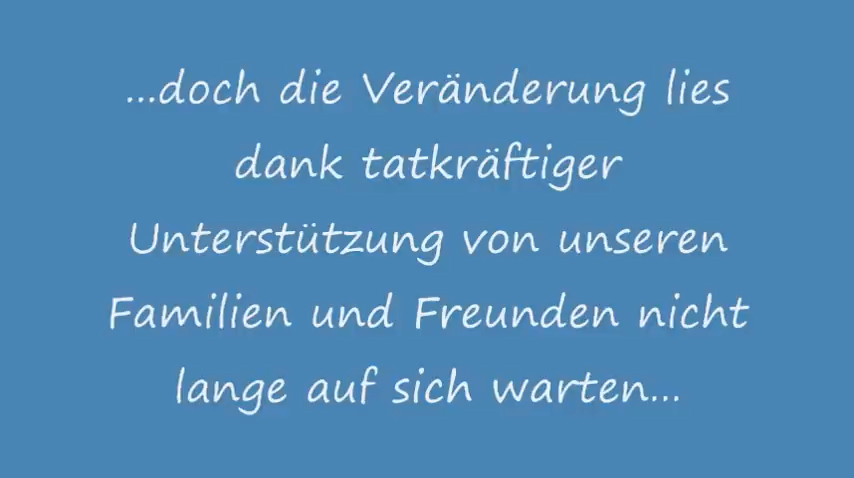 ...doch die Veränderung lies
dank tatkräftiger
Unterstützung von unseren
Familien und Freunden nicht
lange auf sich warten...